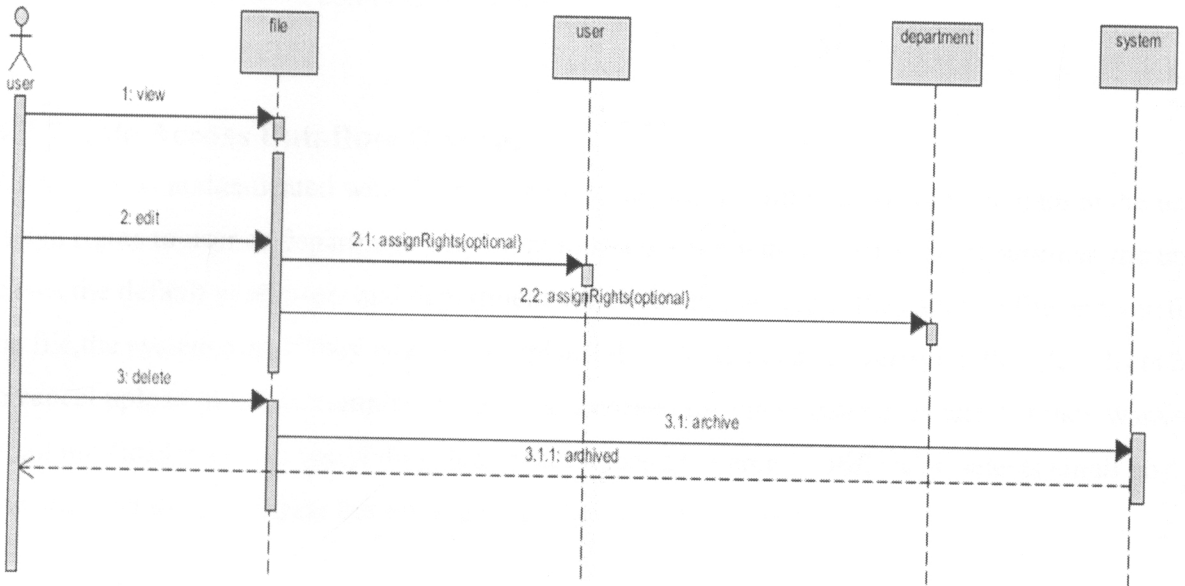 file
user
department
system
user
1: view
2: edit
2.1: assignRights{optional}
2.2: assignRights{optional}
3: delete
3.1: archive
3.1.1: archived